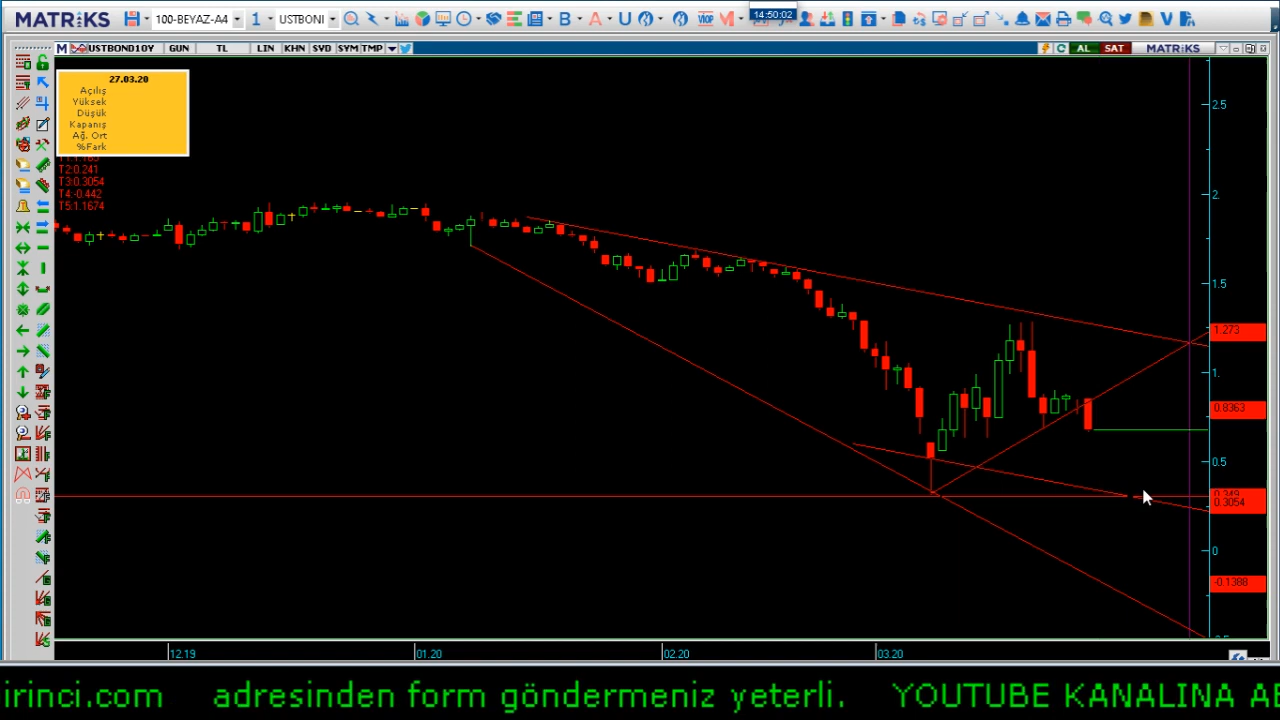 MATRiKS 100-BEYAZ-A4 1 USTBONI B A U VIOP M 14:50:02
M USTBOND10Y GUN TL LIN KHN SVD SYM TMP AL SAT MATRiKS
27.03.20
Açılış
Yüksek
Düşük
Kapanış
Ağ. Ort
%Fark
T2:0.241
T3:0.3054
T4:-0.442
T5:1.1674
2.5
2.
1.5
1.273
1.
0.8363
0.5
0.3054
0
-0.1388
12.19 01.20 02.20 03.20
irinci.com adresinden form göndermeniz yeterli. YOUTUBE KANALINA AB